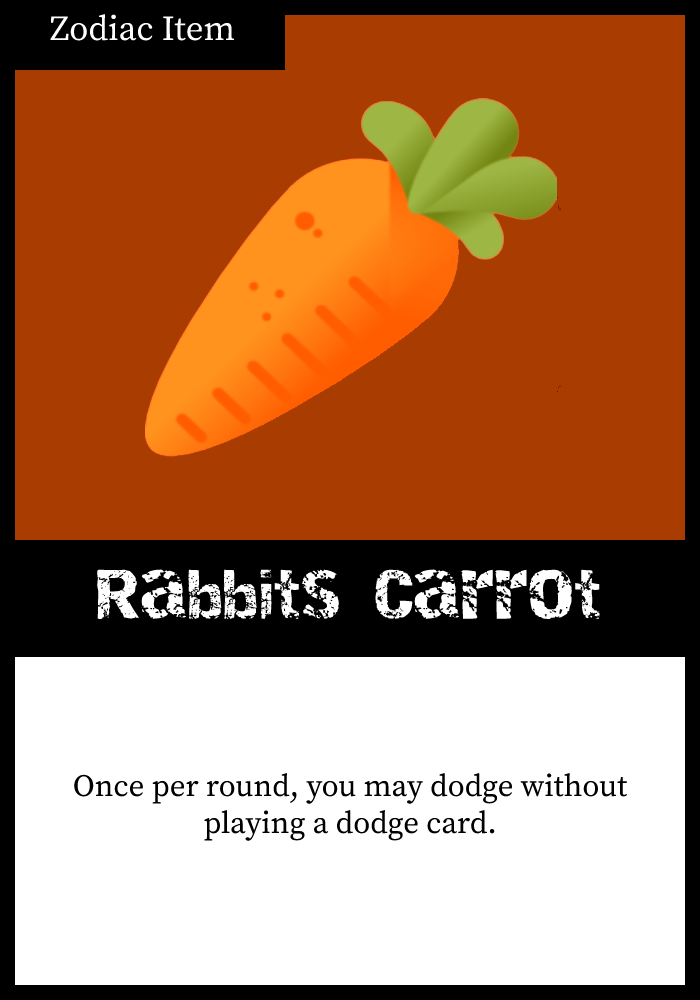 Zodiac Item
Rabbits carrot
Once per round, you may dodge without
playing a dodge card.